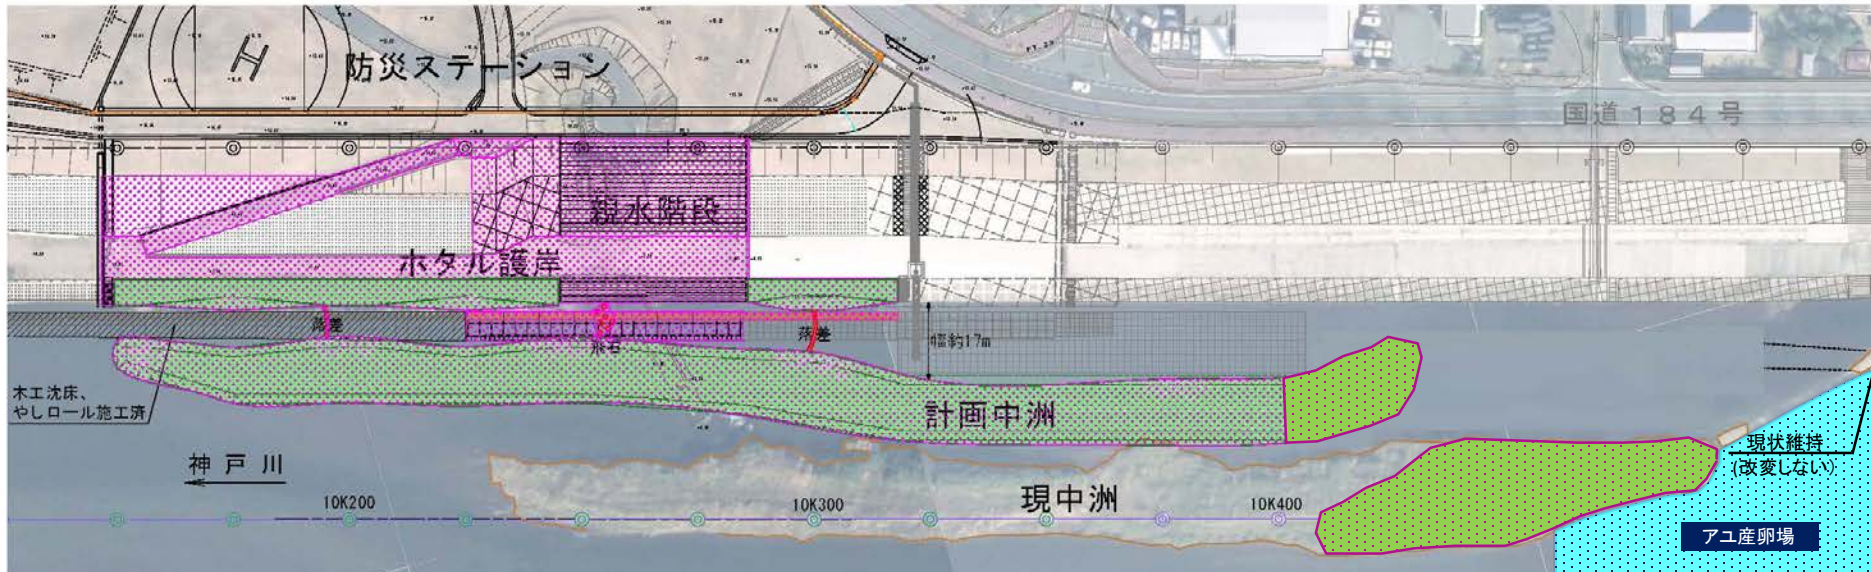 防災ステーション
国道184号
親水階段
ホタル護岸
落差
飛石
落差
幅約17m
木工沈床、
やしロール施工済
計画中洲
神戸川
現状維持
(改変しない)
10K200
10K300
現中洲
10K400
アユ産卵場